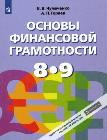 В. В. Чумаченко
А. П. Горяев
ОСНОВЫ
ФИНАНСОВОЙ
ГРАМОТНОСТИ
8•9